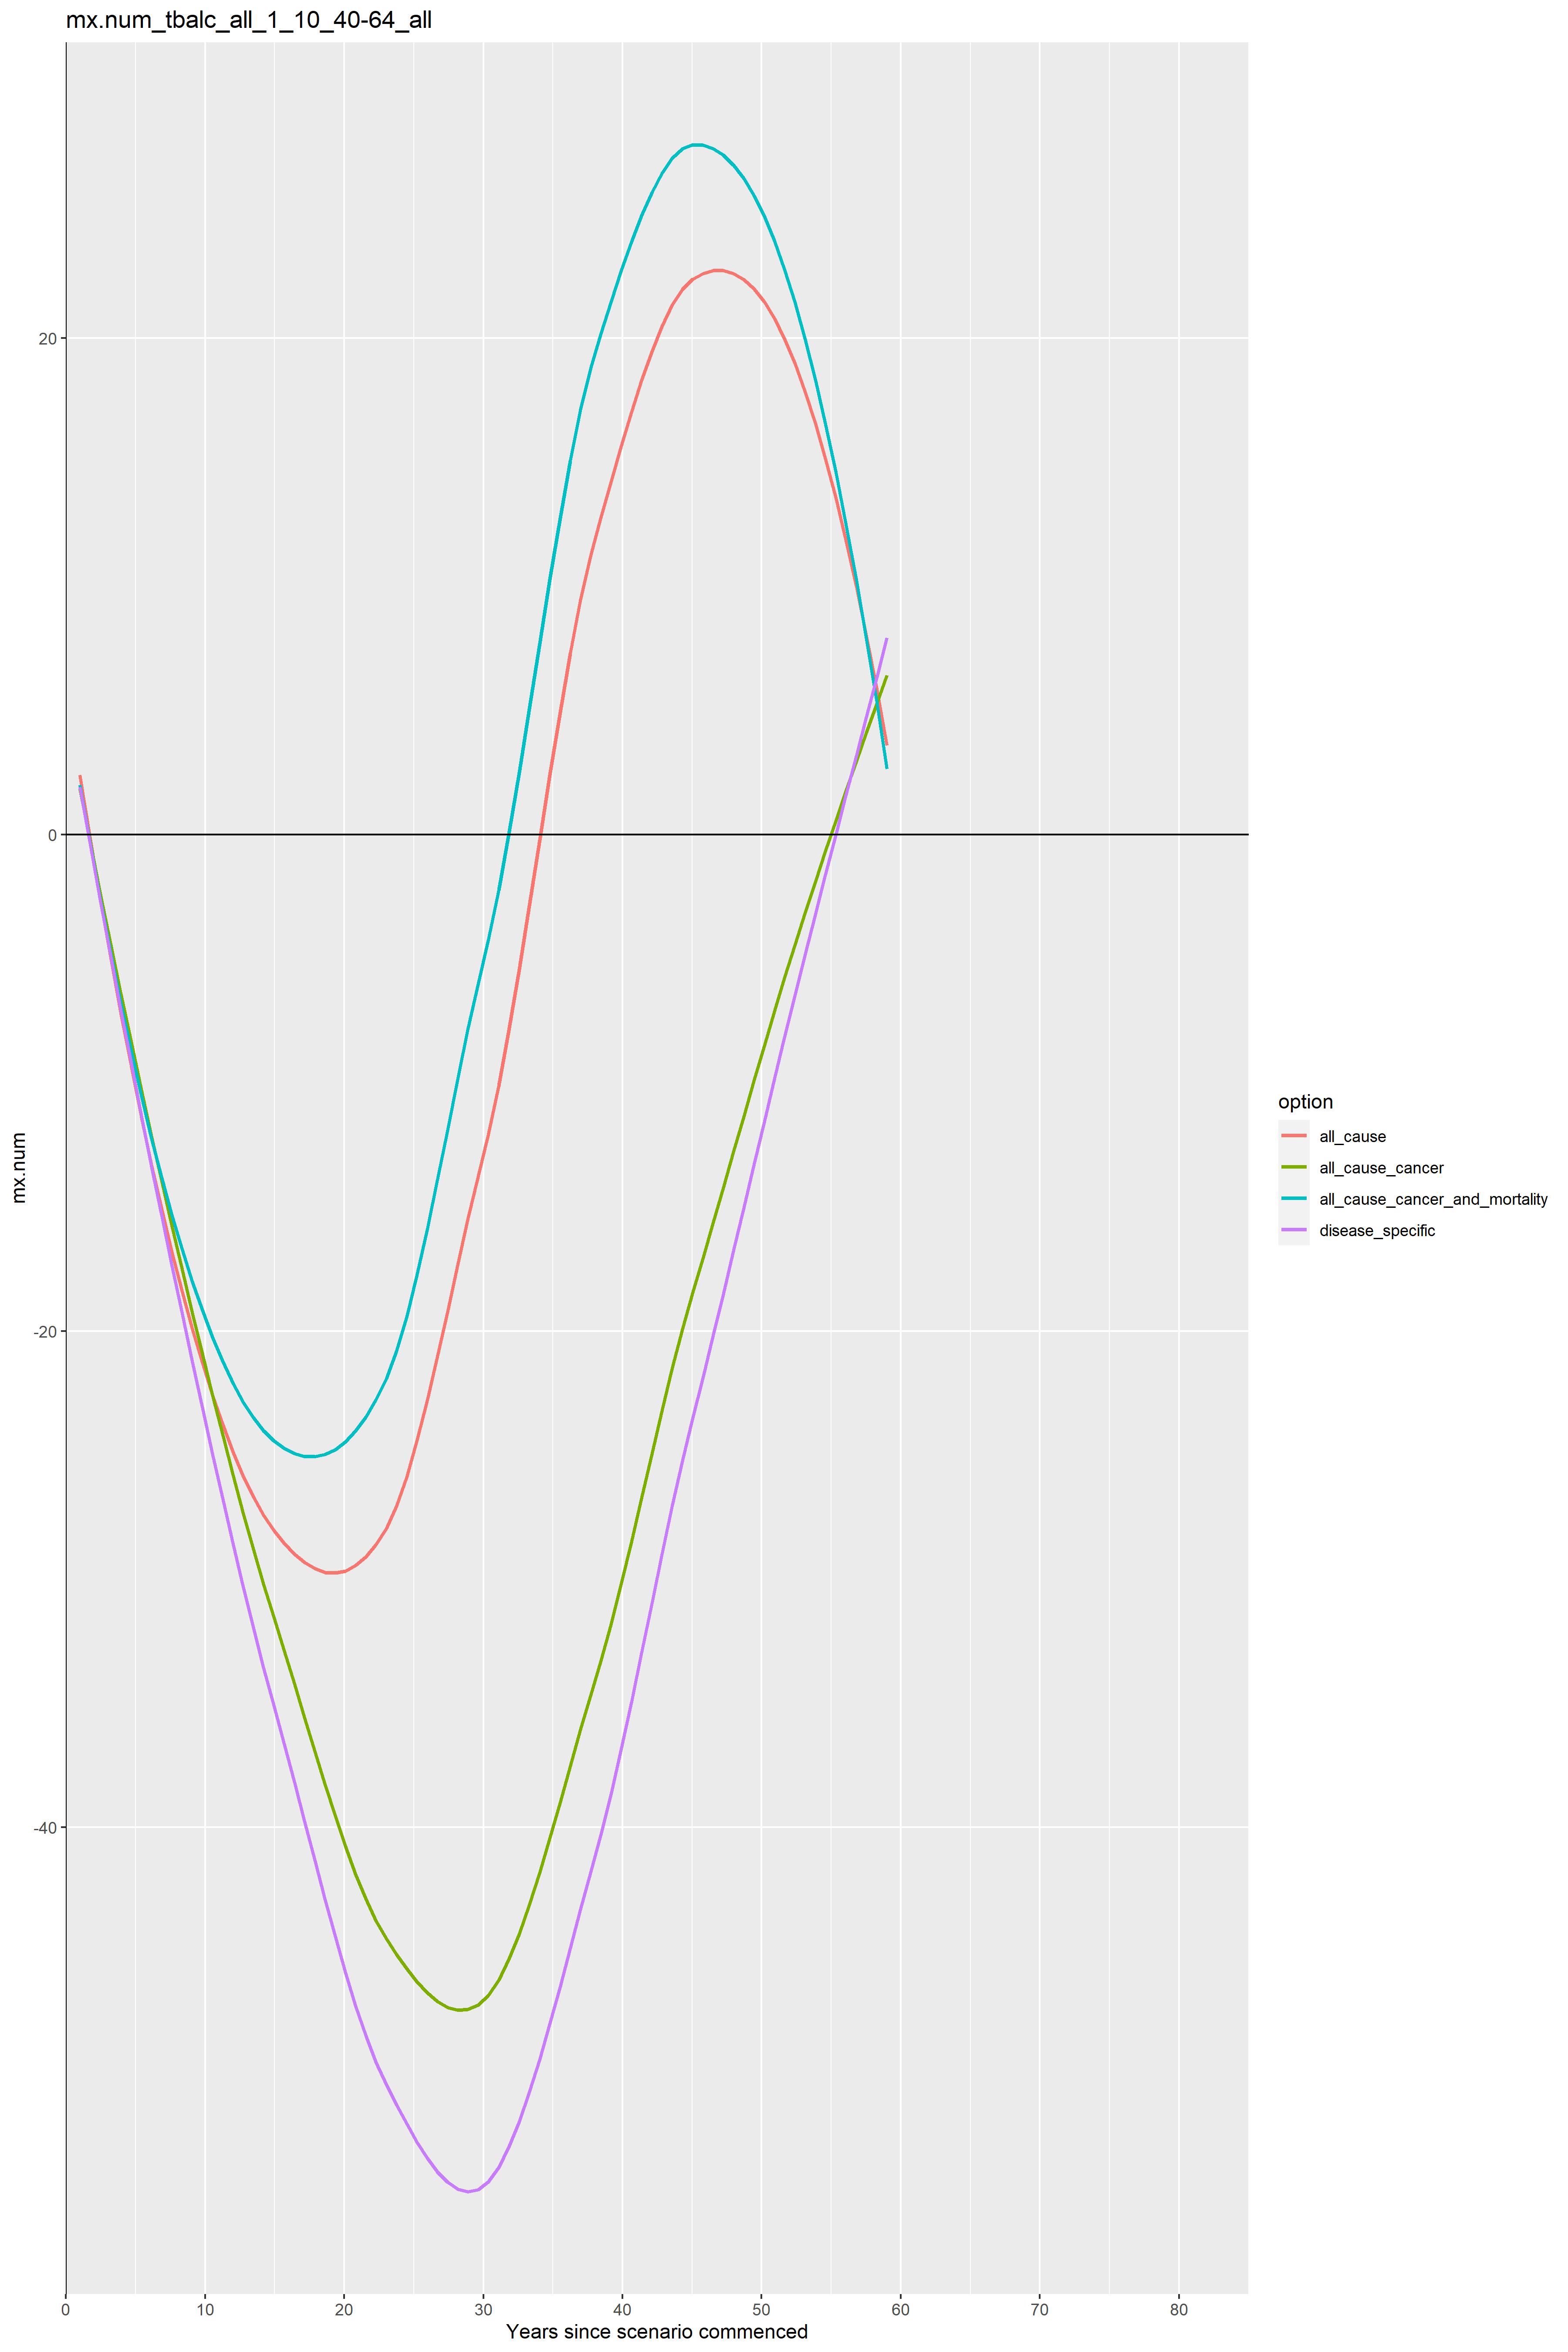 mx.num_tbalc_all_1_10_40-64_all
mx.num
20
0
-20
-40
0 10 20 30 40 50 60 70 80
Years since scenario commenced
option
all_cause
all_cause_cancer
all_cause_cancer_and_mortality
disease_specific